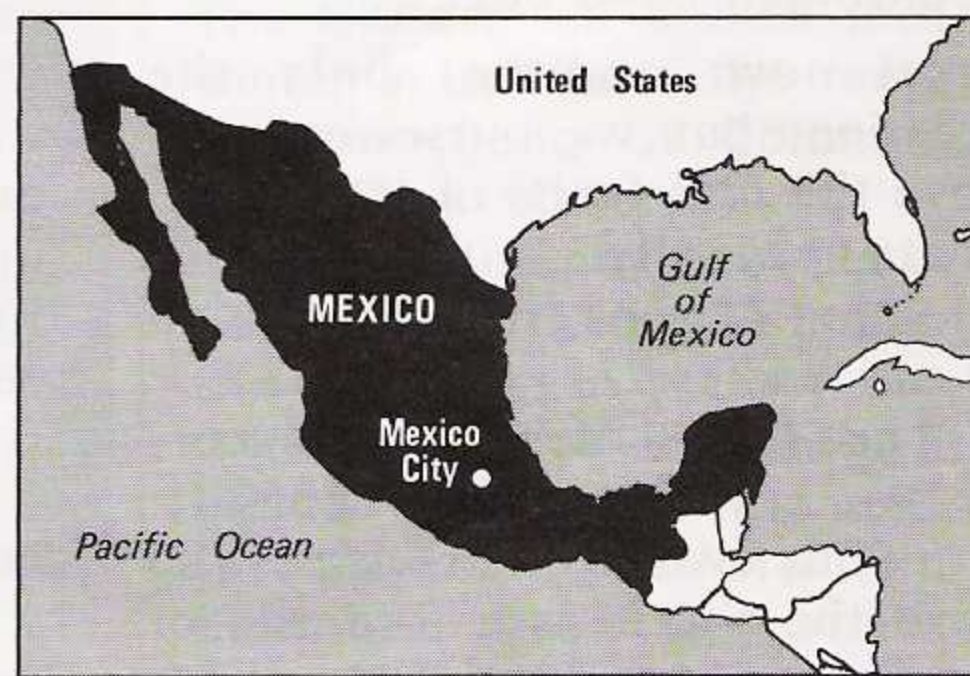 United States
Gulf
of
Mexico
MEXICO
Mexico
City
Pacific Ocean